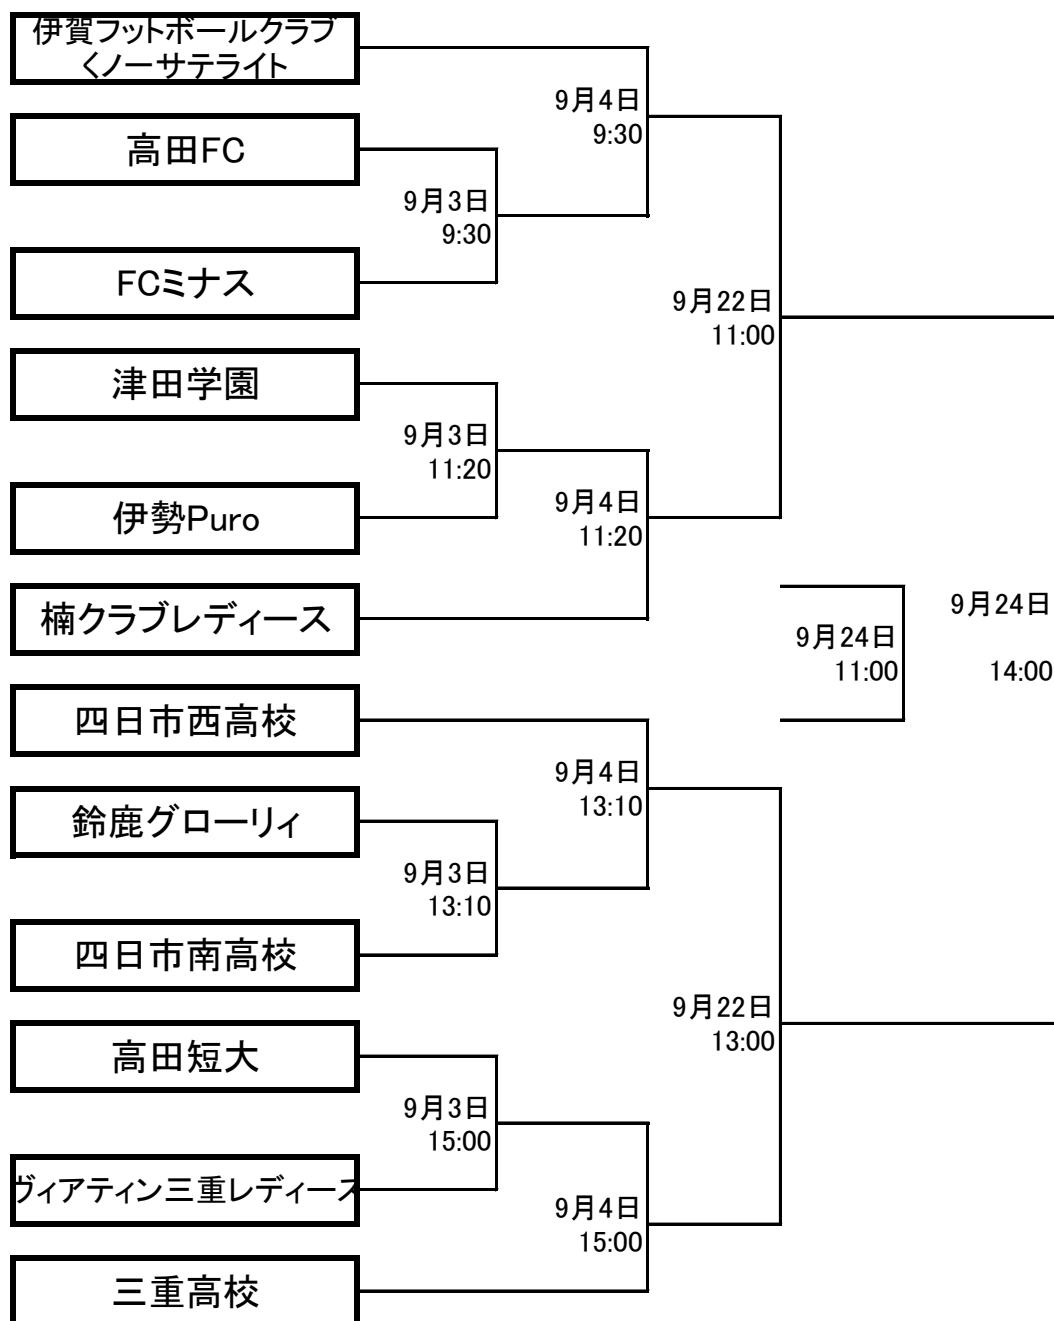 伊賀フットボールクラブ
くノ一サテライト
高田FC
FCミナス
津田学園
伊勢Puro
楠クラブレディース
四日市西高校
鈴鹿グローリィ
四日市南高校
高田短大
ヴィアティン三重レディース
三重高校
9月3日
9:30
9月3日
11:20
9月3日
13:10
9月3日
15:00
9月4日
9:30
9月4日
11:20
9月4日
13:10
9月4日
15:00
9月22日
11:00
9月22日
13:00
9月24日
11:00
9月24日
14:00